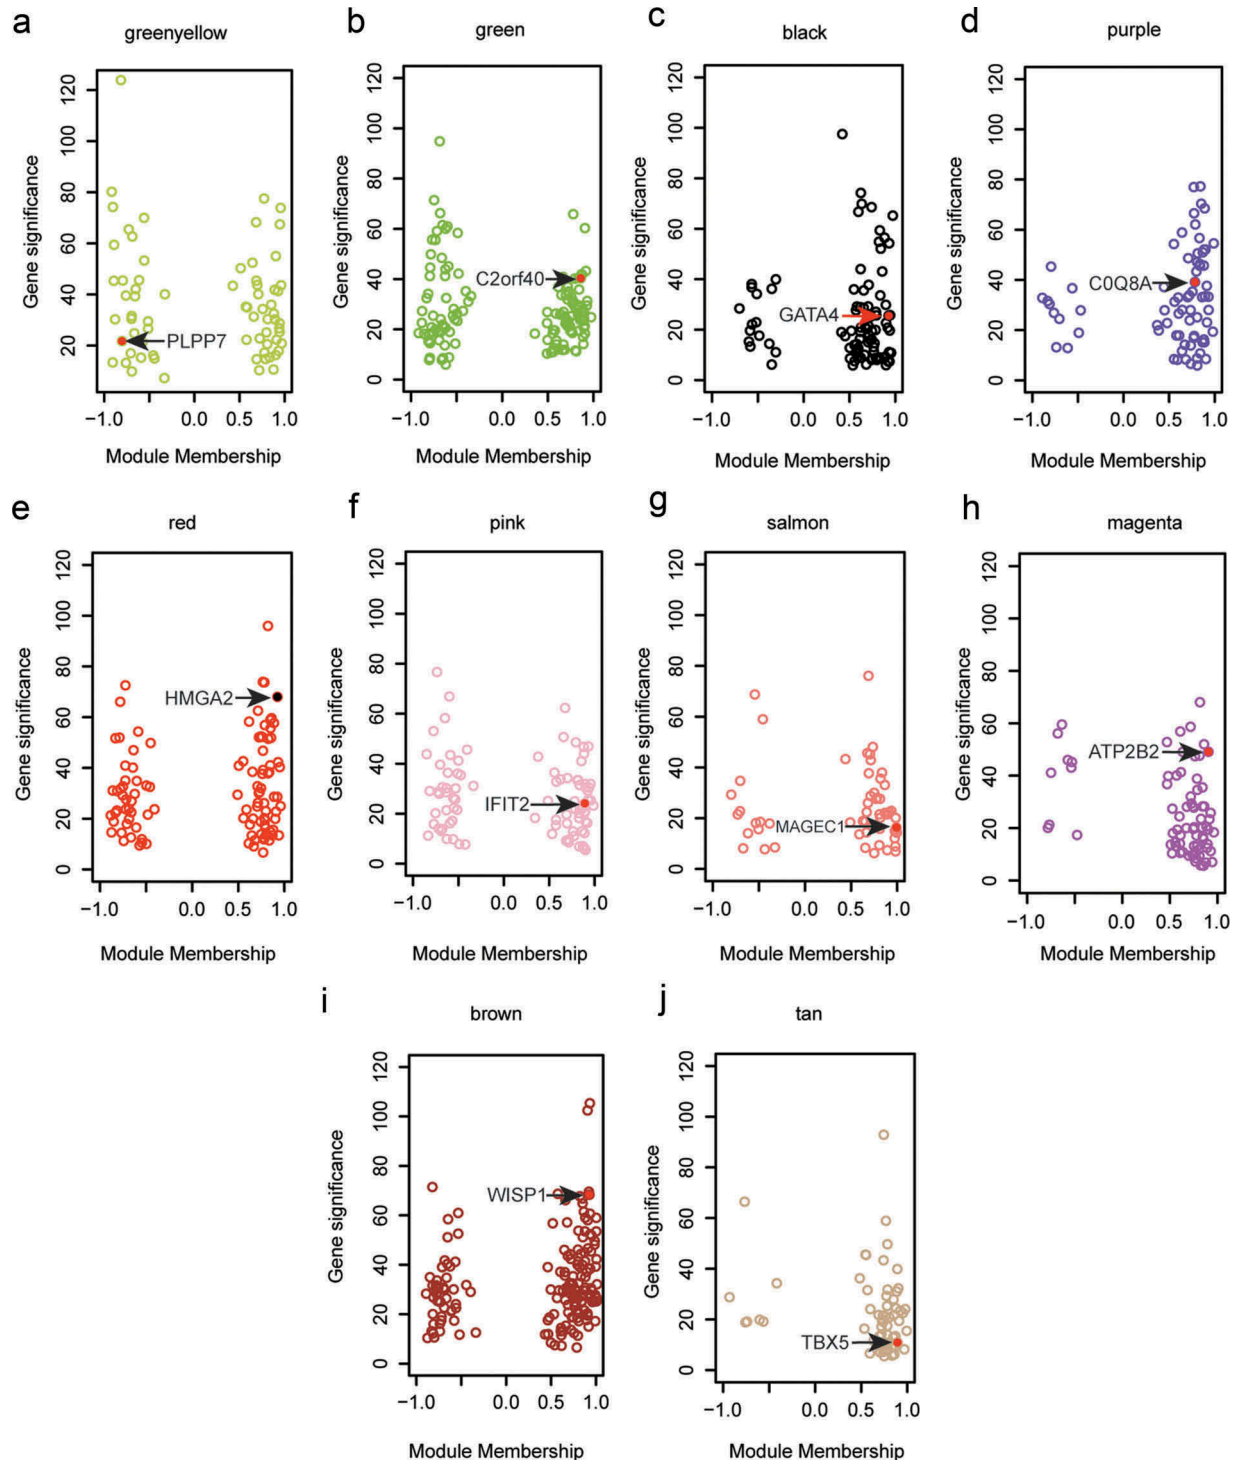 a
greenyellow
Gene significance
120
100
80
60
40
20
PLPP7
−1.0
0.0
0.5
1.0
Module Membership
b
green
Gene significance
120
100
80
60
40
20
0
C2orf40
−1.0
0.0
0.5
1.0
Module Membership
c
black
Gene significance
120
100
80
60
40
20
0
GATA4
−1.0
0.0
0.5
1.0
Module Membership
d
purple
Gene significance
120
100
80
60
40
20
0
C0Q8A
−1.0
0.0
1.0
Module Membership
e
red
Gene significance
120
100
80
60
40
20
0
HMGA2
−1.0
0.0
0.5
1.0
Module Membership
f
pink
Gene significance
120
100
80
60
40
20
0
IFIT2
−1.0
0.0
0.5
1.0
Module Membership
g
salmon
Gene significance
120
100
80
60
40
20
0
MAGEC1
−1.0
0.0
0.5
1.0
Module Membership
h
magenta
Gene significance
120
100
80
60
40
20
0
ATP2B2
−1.0
0.0
0.5
1.0
Module Membership
i
brown
Gene significance
120
100
80
60
40
20
0
WISP1
−1.0
0.0
0.5
1.0
Module Membership
j
tan
Gene significance
120
100
80
60
40
20
0
TBX5
−1.0
0.0
0.5
1.0
Module Membership